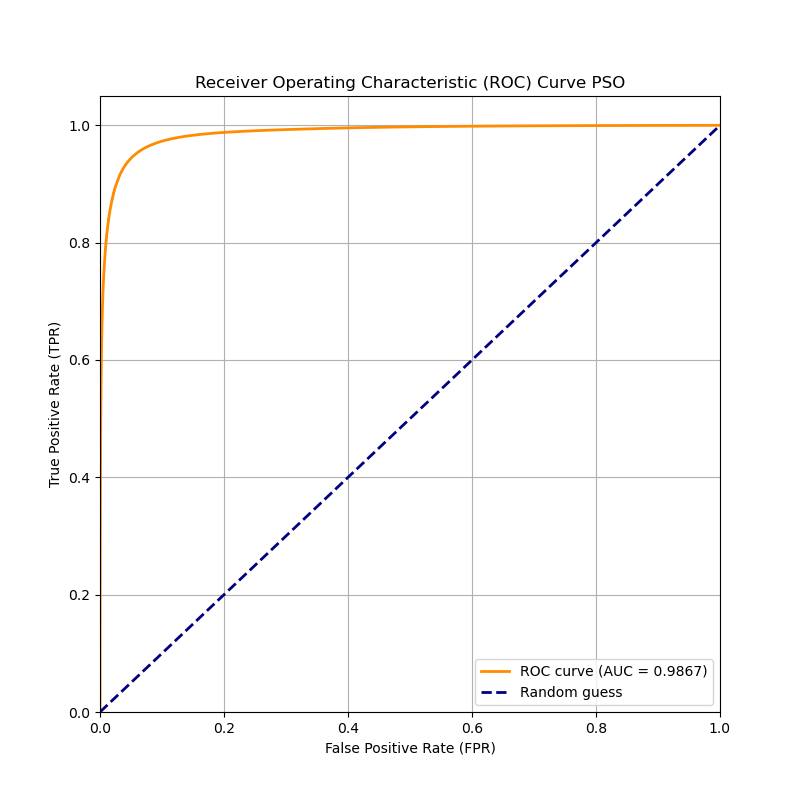 Receiver Operating Characteristic (ROC) Curve PSO
True Positive Rate (TPR)
1.0
0.8
0.6
0.4
0.2
0.0
ROC curve (AUC = 0.9867)
Random guess
0.0 0.2 0.4 0.6 0.8 1.0
False Positive Rate (FPR)